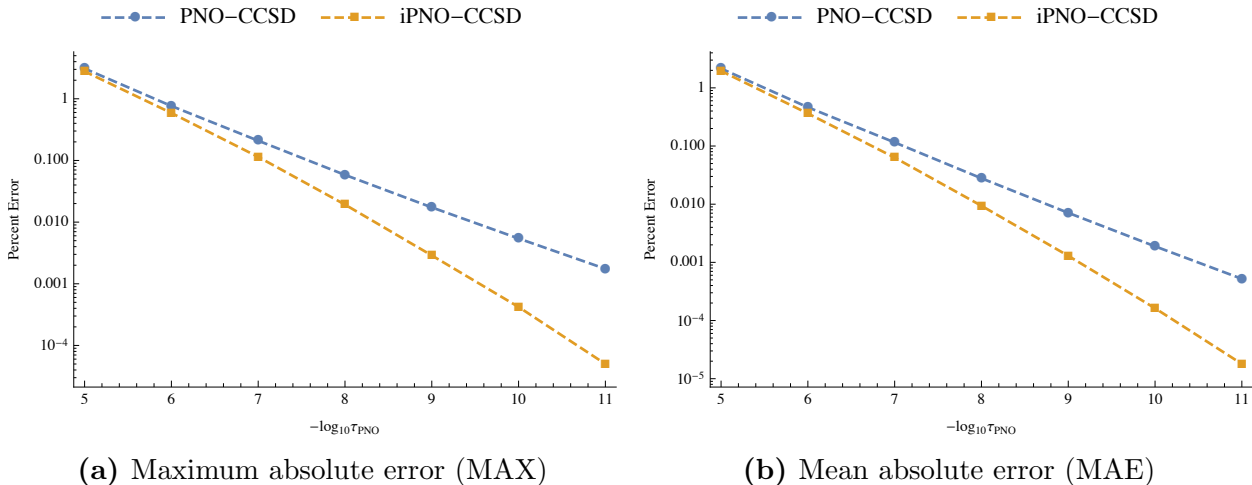 PNO−CCSD iPNO−CCSD
Percent Error
1
0.100
0.010
0.001
10⁻⁴
5 6 7 8 9 10 11
−log₁₀τ_PNO
(a) Maximum absolute error (MAX)
PNO−CCSD iPNO−CCSD
Percent Error
1
0.100
0.010
0.001
10⁻⁴
10⁻⁵
5 6 7 8 9 10 11
−log₁₀τ_PNO
(b) Mean absolute error (MAE)